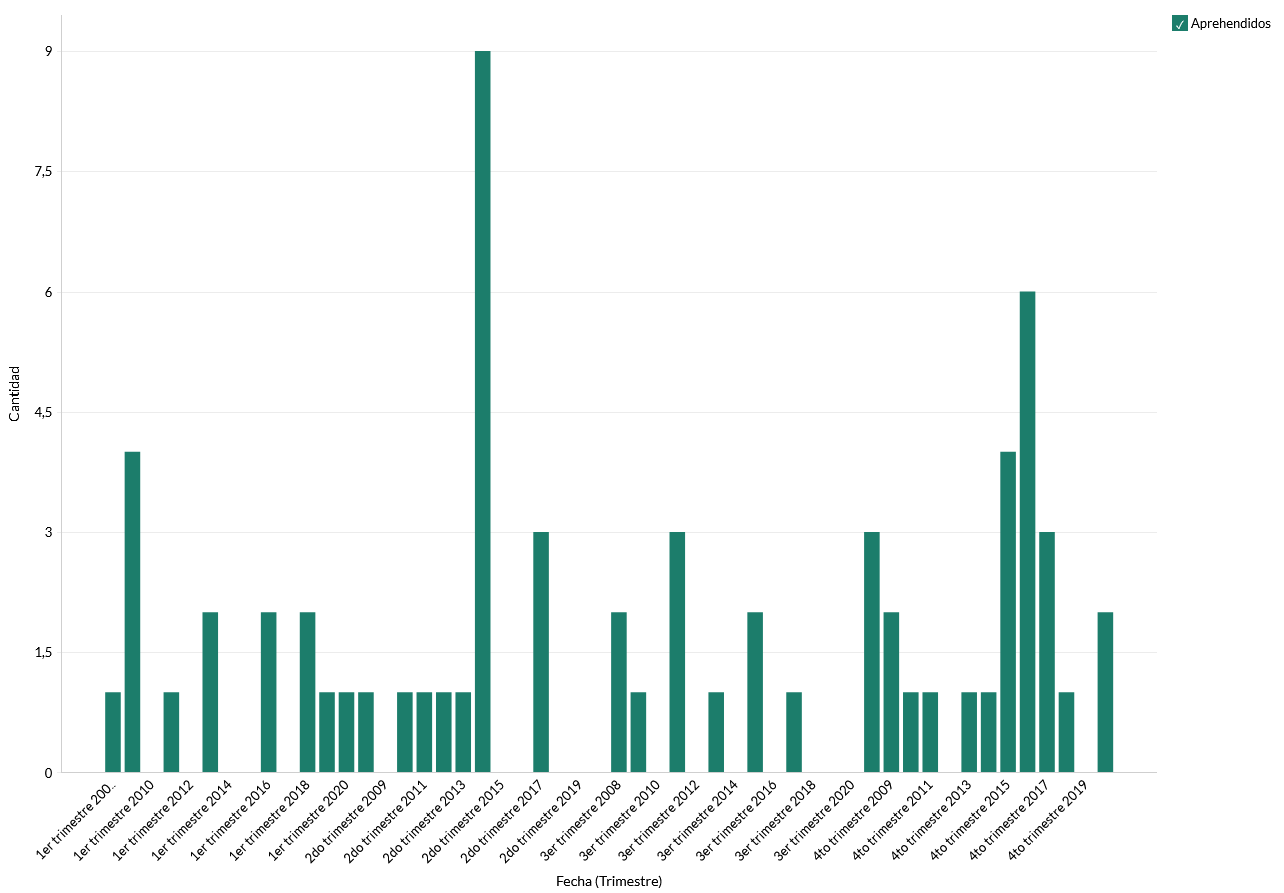 Aprehendidos
Cantidad
9
7,5
6
4,5
3
1,5
0
1er trimestre 200..
1er trimestre 2010
1er trimestre 2012
1er trimestre 2014
1er trimestre 2016
1er trimestre 2018
1er trimestre 2020
2do trimestre 2009
2do trimestre 2011
2do trimestre 2013
2do trimestre 2015
2do trimestre 2017
2do trimestre 2019
3er trimestre 2008
3er trimestre 2010
3er trimestre 2012
3er trimestre 2014
3er trimestre 2016
3er trimestre 2018
3er trimestre 2020
4to trimestre 2009
4to trimestre 2011
4to trimestre 2013
4to trimestre 2015
4to trimestre 2017
4to trimestre 2019
Fecha (Trimestre)